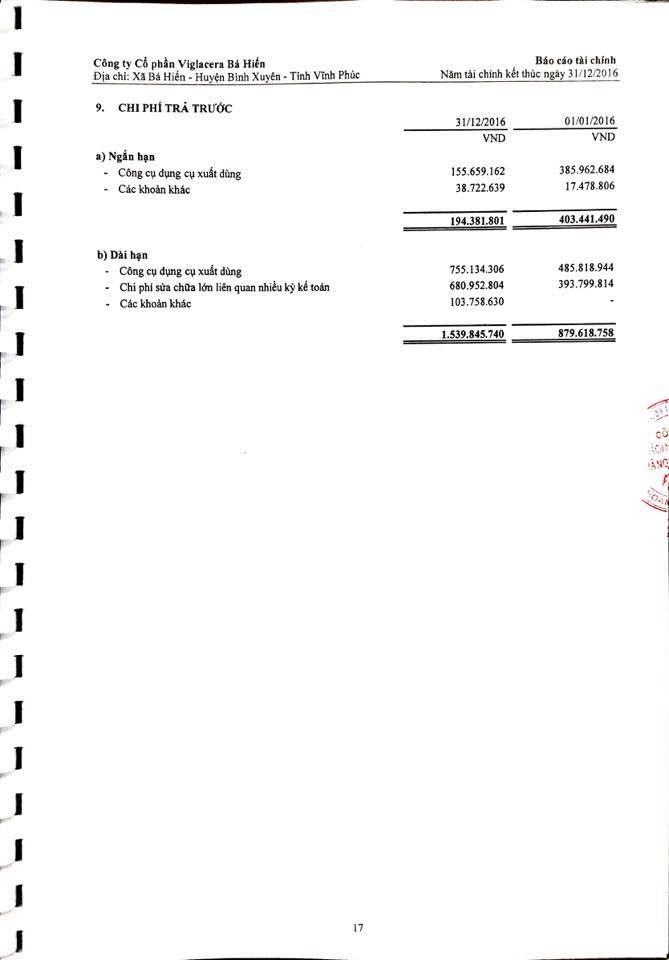 Công ty Cổ phần Viglacera Bá Hiến
Địa chỉ: Xã Bá Hiến - Huyện Bình Xuyên - Tỉnh Vĩnh Phúc
Báo cáo tài chính
Năm tài chính kết thúc ngày 31/12/2016
9. CHI PHÍ TRẢ TRƯỚC
31/12/2016 01/01/2016
VND VND
a) Ngắn hạn
- Công cụ dụng cụ xuất dùng 155.659.162 385.962.684
- Các khoản khác 38.722.639 17.478.806
194.381.801 403.441.490
b) Dài hạn
- Công cụ dụng cụ xuất dùng 755.134.306 485.818.944
- Chi phí sửa chữa lớn liên quan nhiều kỳ kế toán 680.952.804 393.799.814
- Các khoản khác 103.758.630 -
1.539.845.740 879.618.758
17